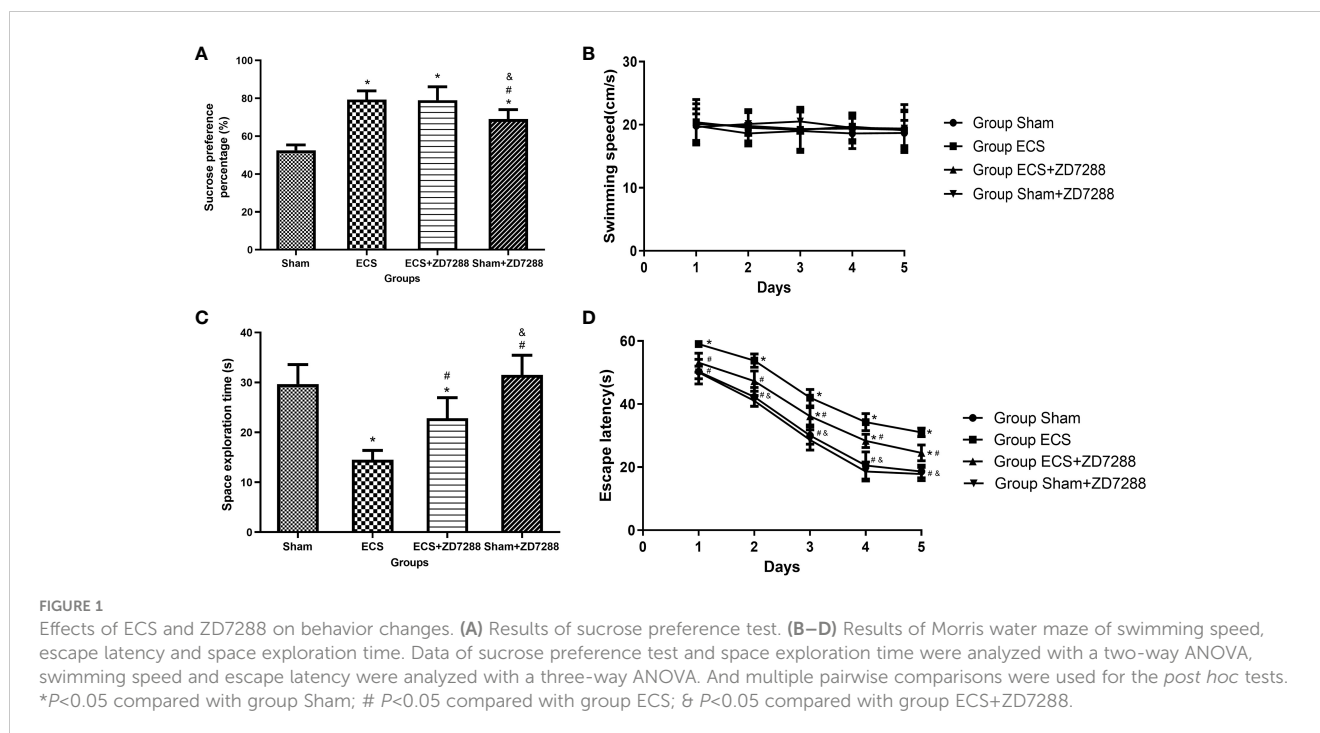 A
100
80
60
40
20
0
Sucrose preference
percentage (%)
*
*
&
#
*
Sham
ECS
ECS+ZD7288
Sham+ZD7288
Groups
B
30
20
10
0
Swimming speed(cm/s)
0
1
2
3
4
5
Days
Group Sham
Group ECS
Group ECS+ZD7288
Group Sham+ZD7288
C
40
30
20
10
0
Space exploration time (s)
*
#
*
&
#
Sham
ECS
ECS+ZD7288
Sham+ZD7288
Groups
D
60
40
20
0
Escape latency(s)
*
#
#
*
#
# &
*
* #
# &
*
* #
# &
*
* #
# &
0
1
2
3
4
5
Days
Group Sham
Group ECS
Group ECS+ZD7288
Group Sham+ZD7288
FIGURE 1
Effects of ECS and ZD7288 on behavior changes. (A) Results of sucrose preference test. (B–D) Results of Morris water maze of swimming speed,
escape latency and space exploration time. Data of sucrose preference test and space exploration time were analyzed with a two-way ANOVA,
swimming speed and escape latency were analyzed with a three-way ANOVA. And multiple pairwise comparisons were used for the post hoc tests.
*P<0.05 compared with group Sham; # P<0.05 compared with group ECS; & P<0.05 compared with group ECS+ZD7288.